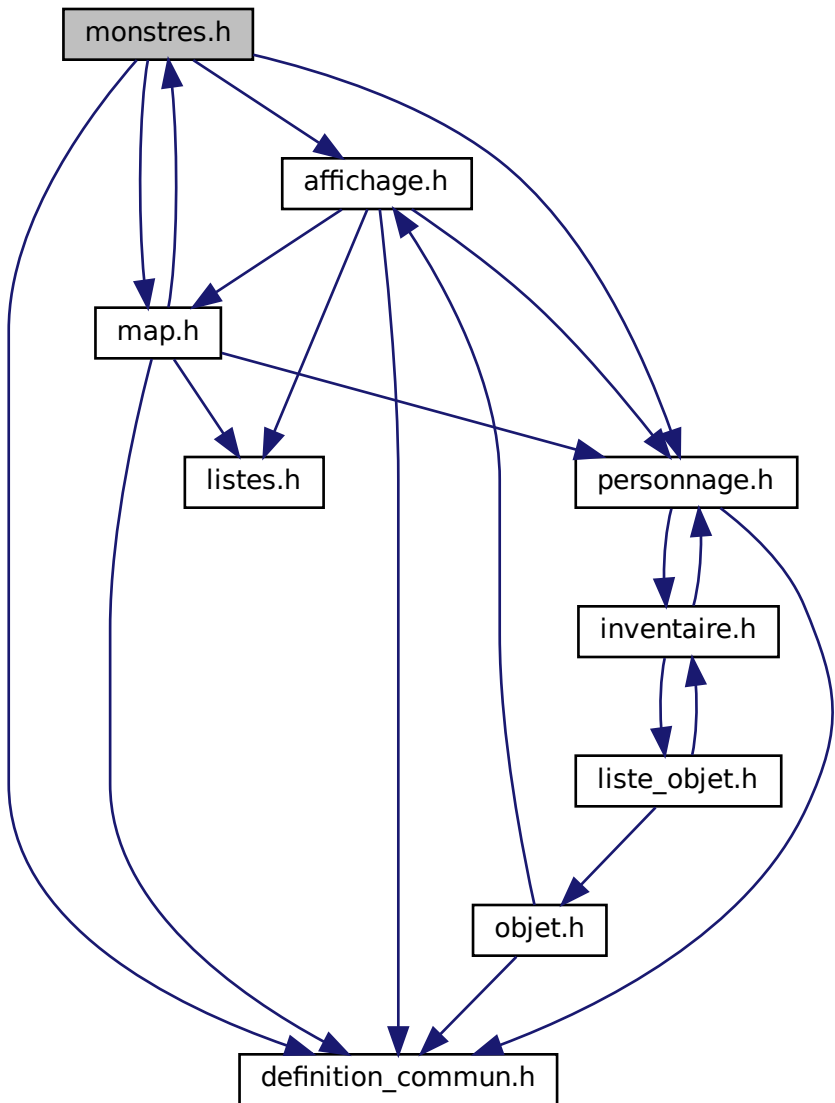 monstres.h
affichage.h
map.h
listes.h
personnage.h
inventaire.h
liste_objet.h
objet.h
definition_commun.h